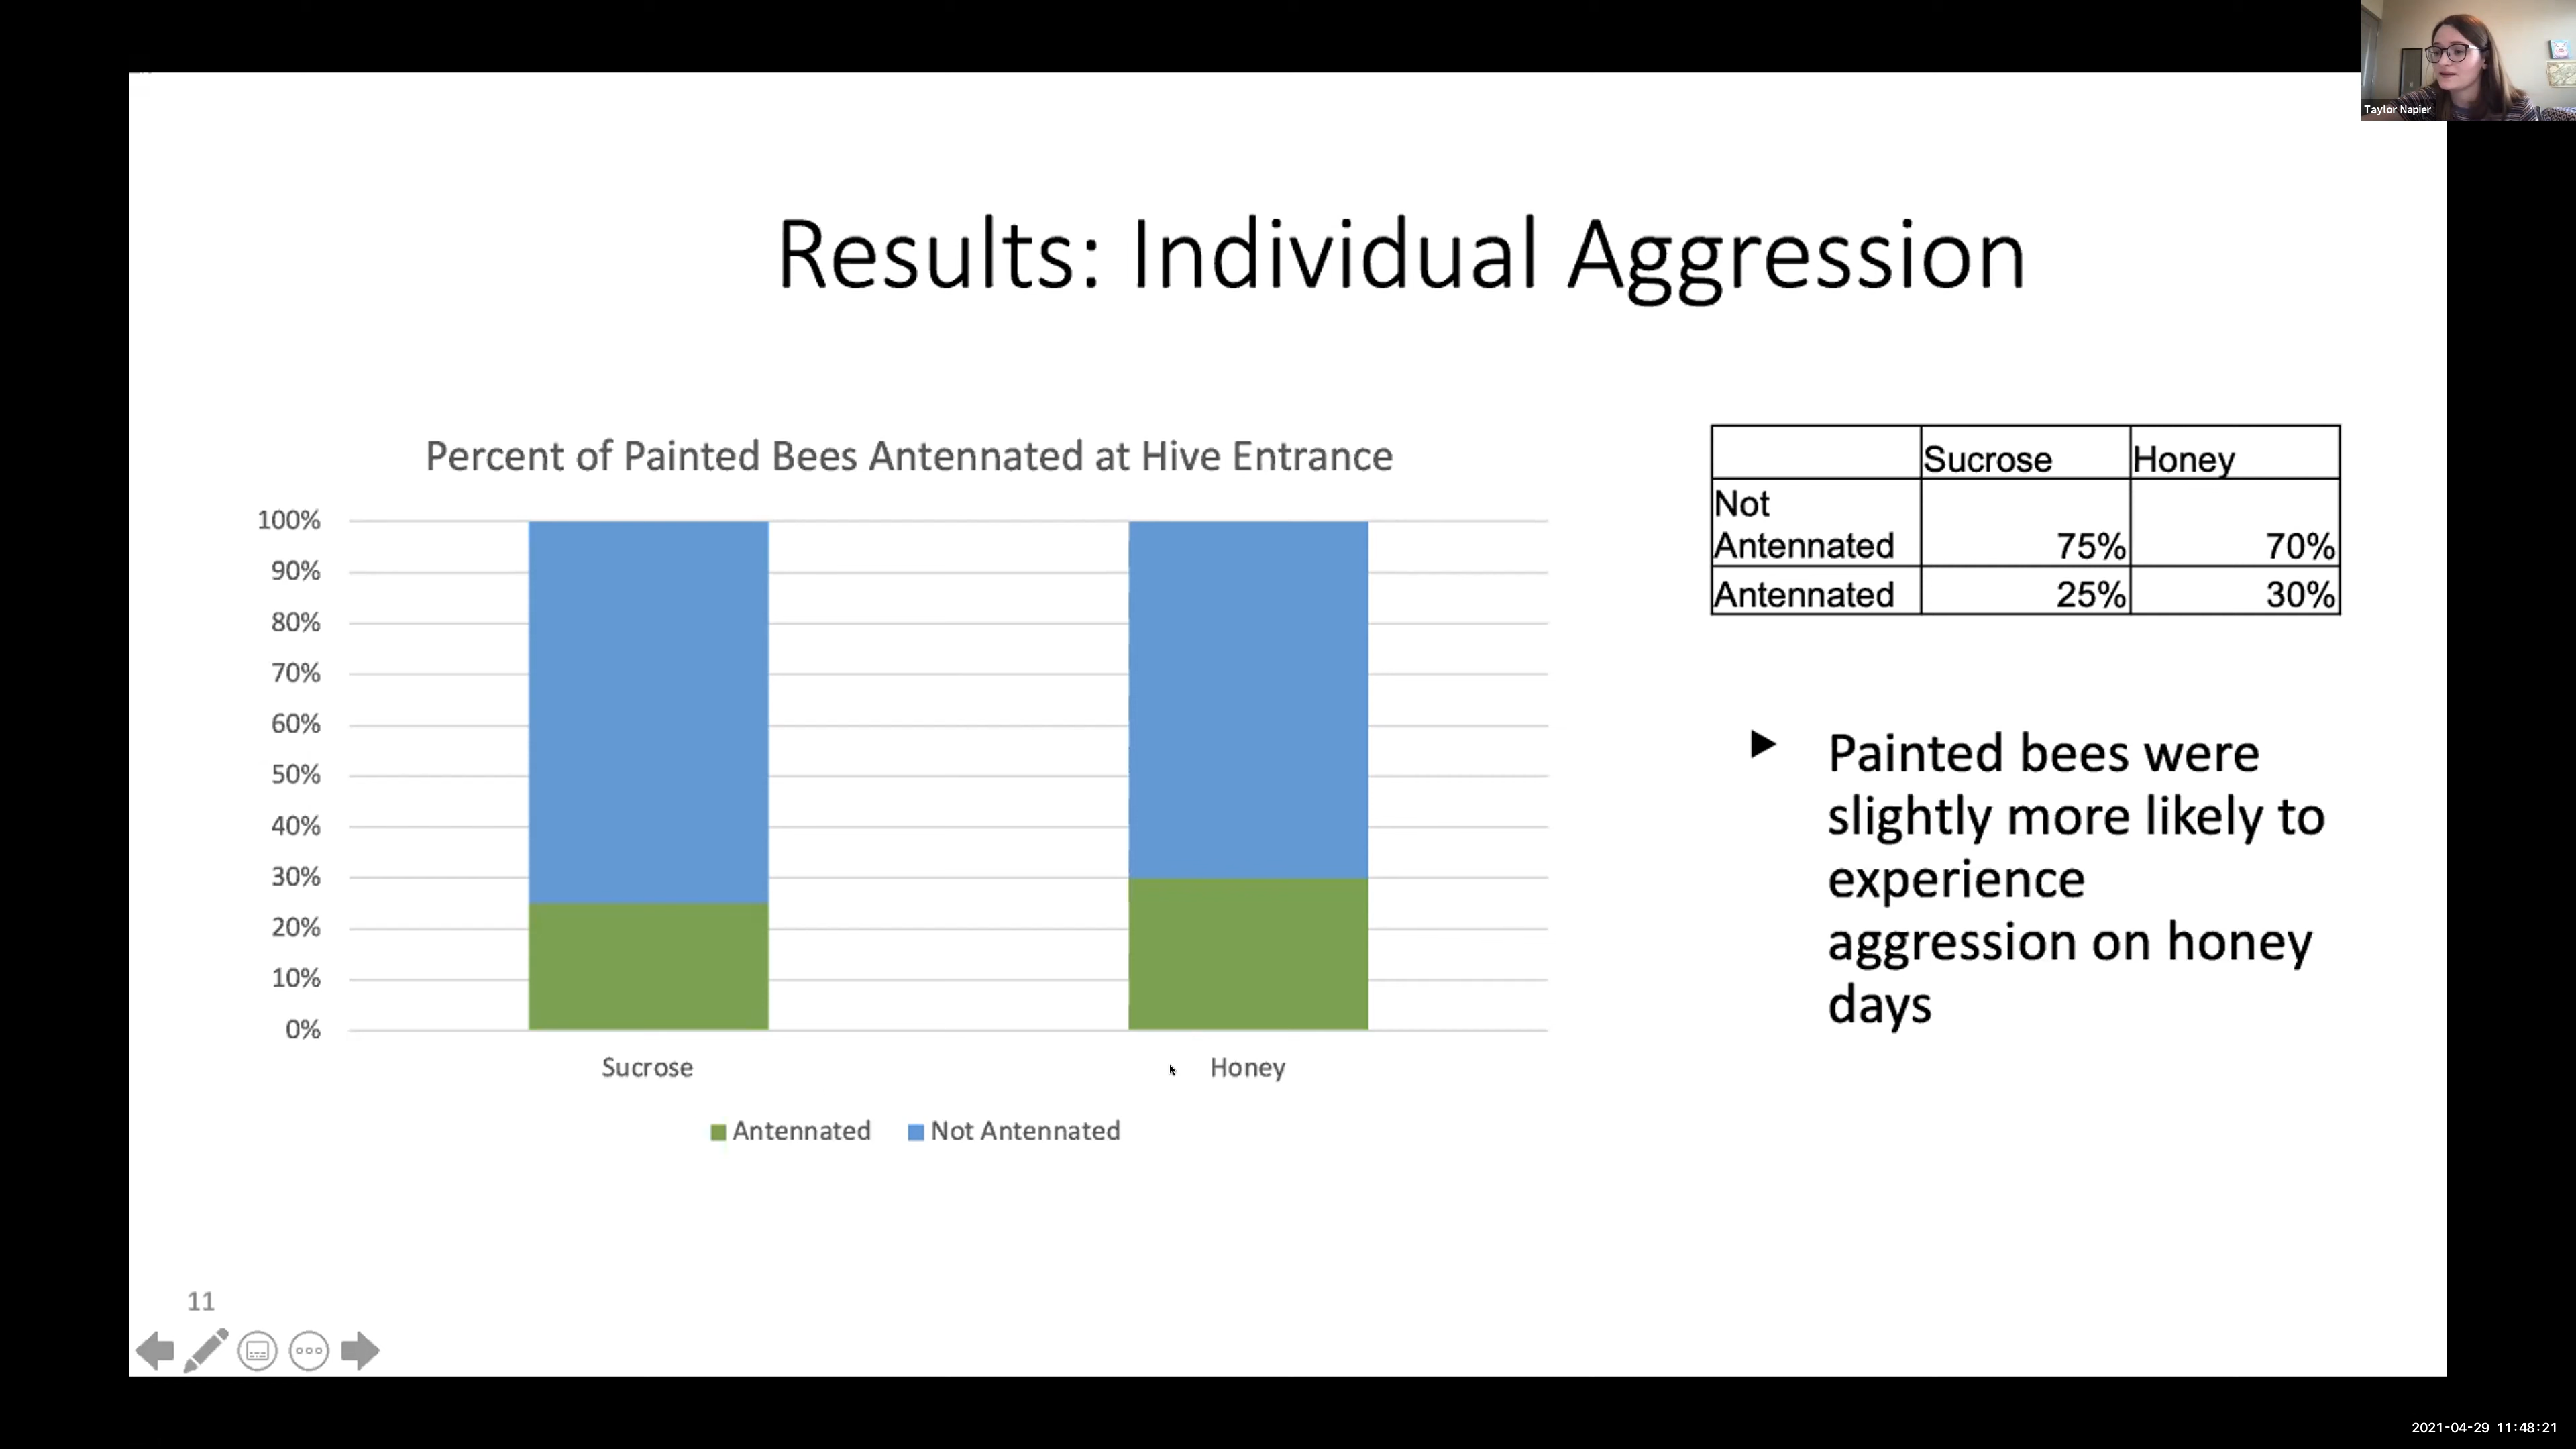 Taylor Napier
Results: Individual Aggression
Percent of Painted Bees Antennated at Hive Entrance
100%
90%
80%
70%
60%
50%
40%
30%
20%
10%
0%
Sucrose Honey
Antennated Not Antennated
Sucrose Honey
Not
Antennated 75% 70%
Antennated 25% 30%
Painted bees were
slightly more likely to
experience
aggression on honey
days
11
2021-04-29 11:48:21